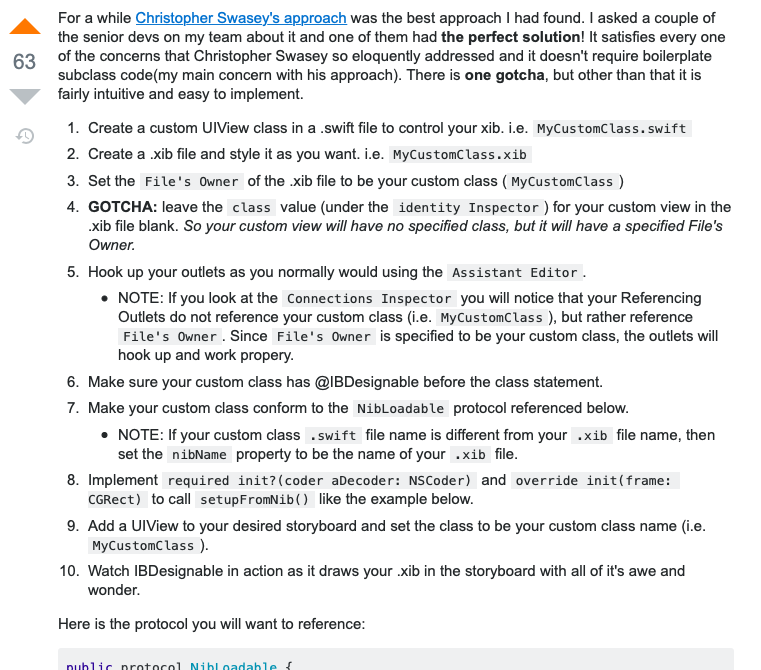 For a while Christopher Swasey's approach was the best approach I had found. I asked a couple of
the senior devs on my team about it and one of them had the perfect solution! It satisfies every one
63
of the concerns that Christopher Swasey so eloquently addressed and it doesn't require boilerplate
subclass code(my main concern with his approach). There is one gotcha, but other than that it is
fairly intuitive and easy to implement.
1. Create a custom UIView class in a .swift file to control your xib. i.e. MyCustomClass.swift
2. Create a .xib file and style it as you want. i.e. MyCustomClass.xib
3. Set the File's Owner of the .xib file to be your custom class ( MyCustomClass )
4. GOTCHA: leave the class value (under the identity Inspector ) for your custom view in the
.xib file blank. So your custom view will have no specified class, but it will have a specified File's
Owner.
5. Hook up your outlets as you normally would using the Assistant Editor .
• NOTE: If you look at the Connections Inspector you will notice that your Referencing
Outlets do not reference your custom class (i.e. MyCustomClass ), but rather reference
File's Owner . Since File's Owner is specified to be your custom class, the outlets will
hook up and work propery.
6. Make sure your custom class has @IBDesignable before the class statement.
7. Make your custom class conform to the NibLoadable protocol referenced below.
• NOTE: If your custom class .swift file name is different from your .xib file name, then
set the nibName property to be the name of your .xib file.
8. Implement required init?(coder aDecoder: NSCoder) and override init(frame:
CGRect) to call setupFromNib() like the example below.
9. Add a UIView to your desired storyboard and set the class to be your custom class name (i.e.
MyCustomClass ).
10. Watch IBDesignable in action as it draws your .xib in the storyboard with all of it's awe and
wonder.
Here is the protocol you will want to reference:
public protocol NibLoadable {